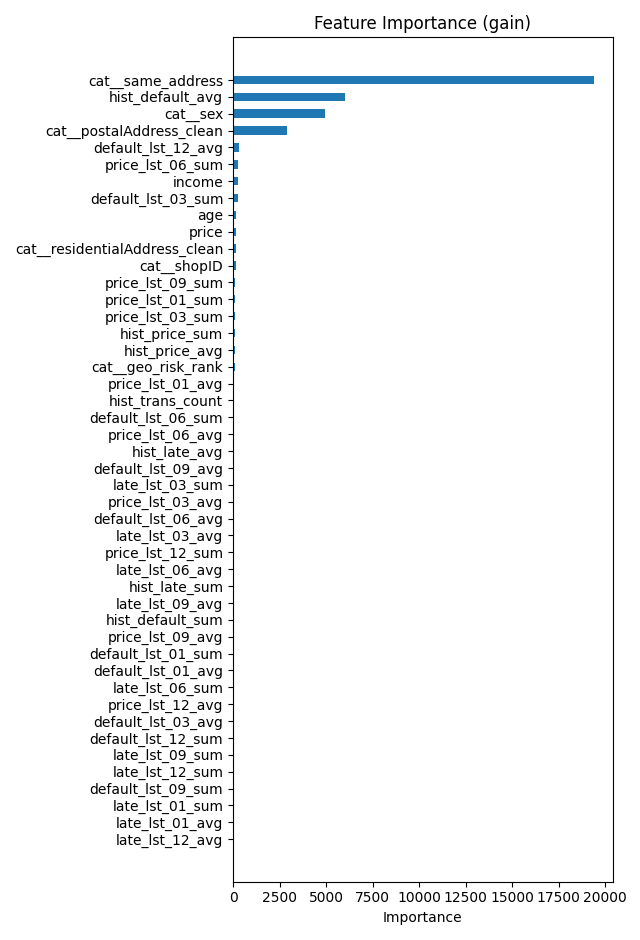 Feature Importance (gain)
cat__same_address
hist_default_avg
cat__sex
cat__postalAddress_clean
default_lst_12_avg
price_lst_06_sum
income
default_lst_03_sum
age
price
cat__residentialAddress_clean
cat__shopID
price_lst_09_sum
price_lst_01_sum
price_lst_03_sum
hist_price_sum
hist_price_avg
cat__geo_risk_rank
price_lst_01_avg
hist_trans_count
default_lst_06_sum
price_lst_06_avg
hist_late_avg
default_lst_09_avg
late_lst_03_sum
price_lst_03_avg
default_lst_06_avg
late_lst_03_avg
price_lst_12_sum
late_lst_06_avg
hist_late_sum
late_lst_09_avg
hist_default_sum
price_lst_09_avg
default_lst_01_sum
default_lst_01_avg
late_lst_06_sum
price_lst_12_avg
default_lst_03_avg
default_lst_12_sum
late_lst_09_sum
late_lst_12_sum
default_lst_09_sum
late_lst_01_sum
late_lst_01_avg
late_lst_12_avg
0 2500 5000 7500 10000 12500 15000 17500 20000
Importance